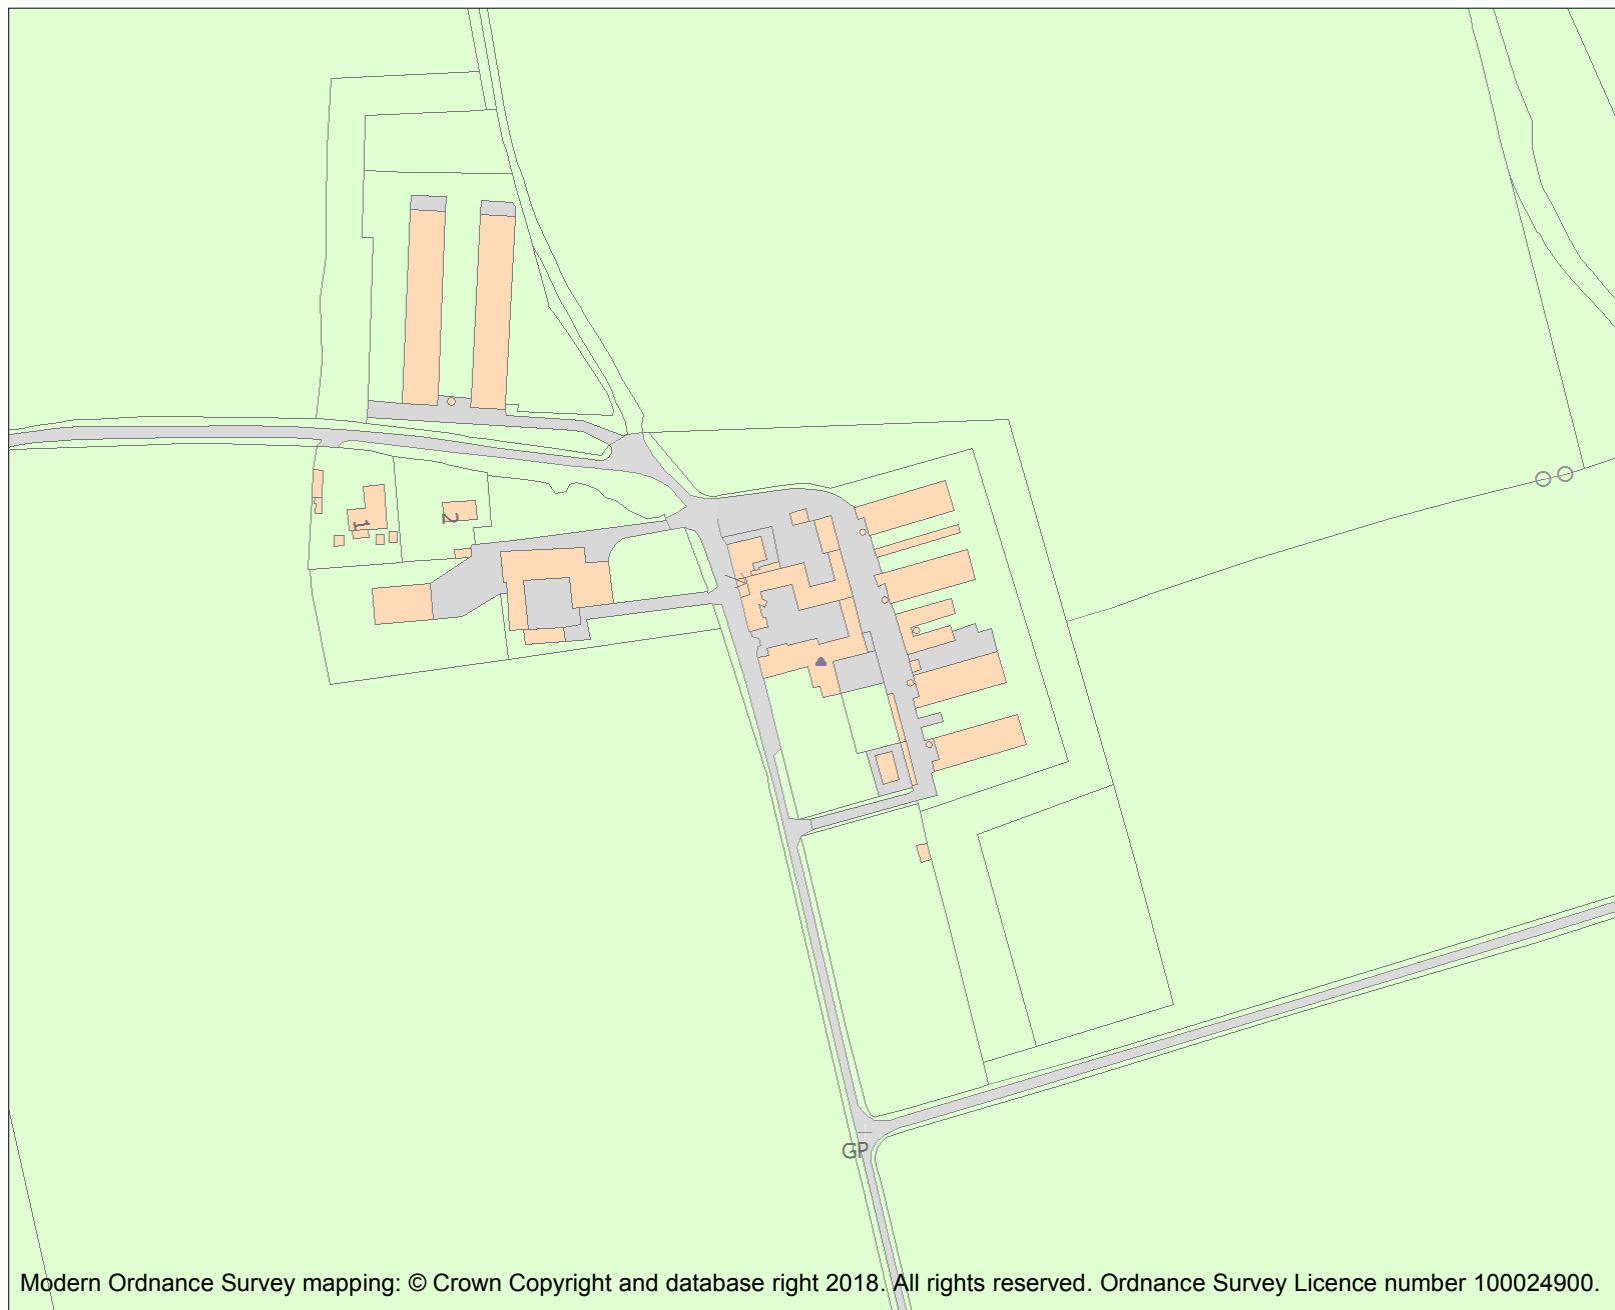 1
2
GP
Modern Ordnance Survey mapping: © Crown Copyright and database right 2018. All rights reserved. Ordnance Survey Licence number 100024900.